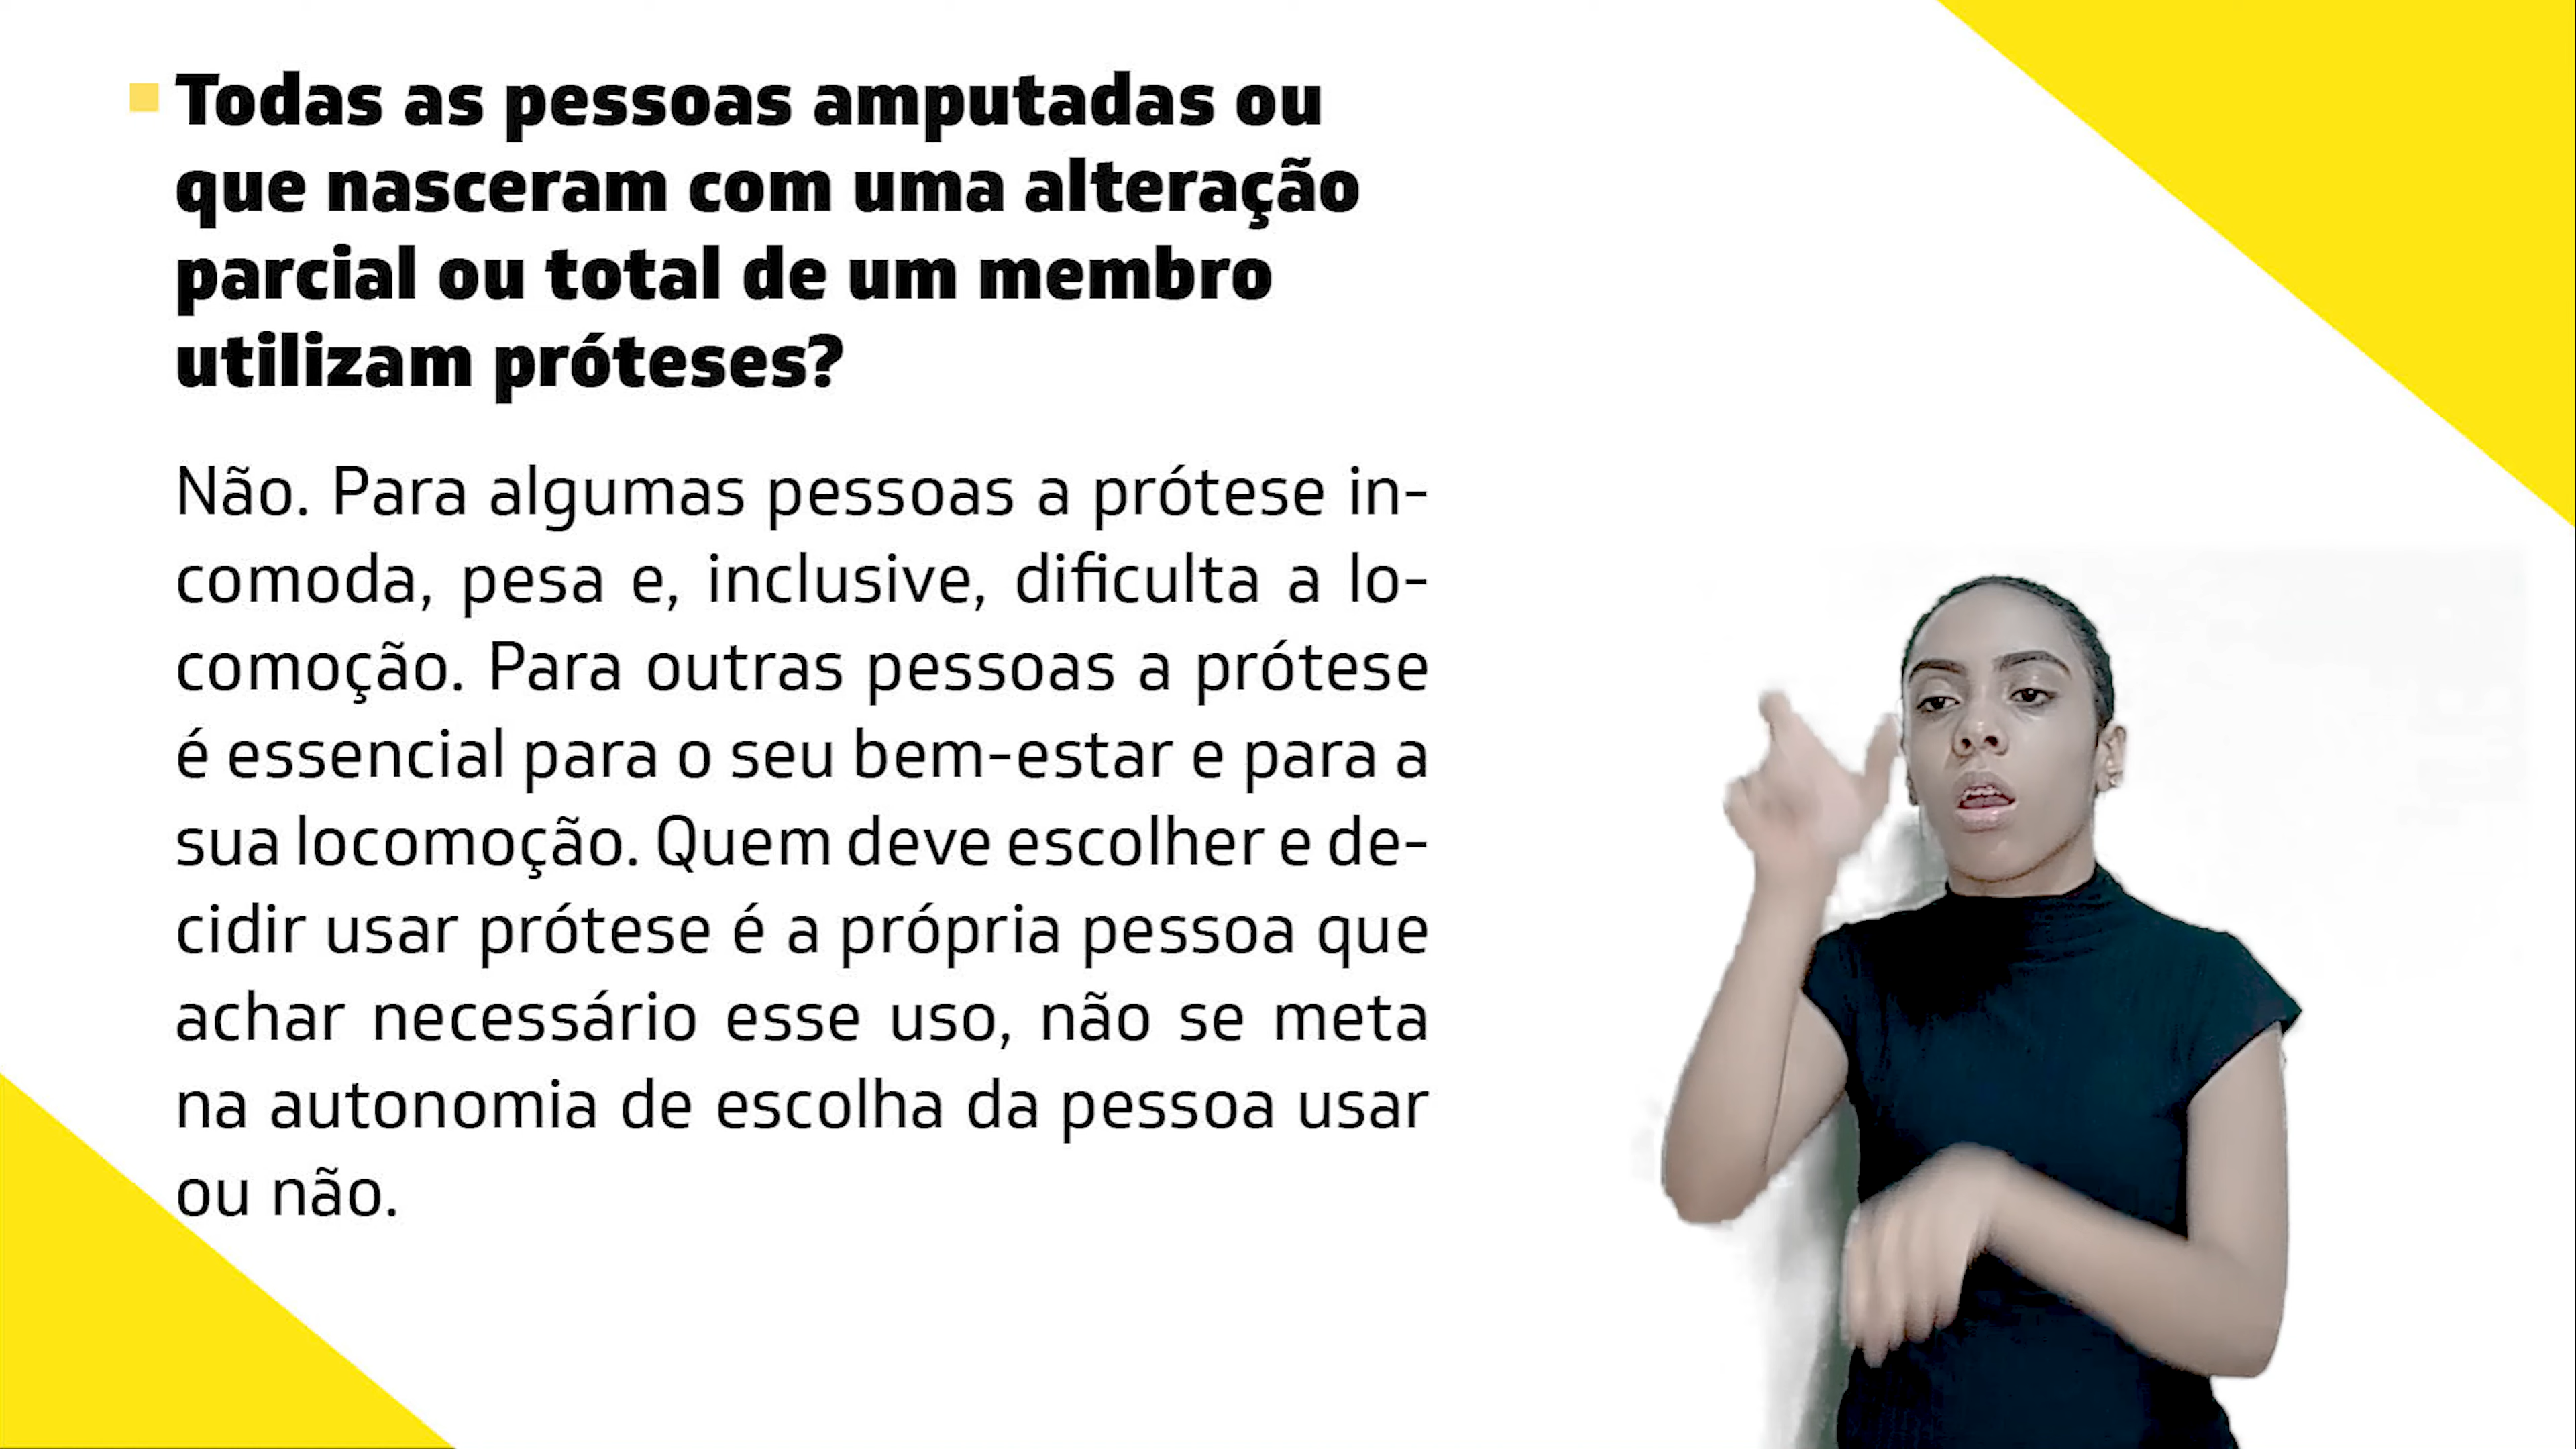 Todas as pessoas amputadas ou
que nasceram com uma alteração
parcial ou total de um membro
utilizam próteses?
Não. Para algumas pessoas a prótese in-
comoda, pesa e, inclusive, dificulta a lo-
comoção. Para outras pessoas a prótese
é essencial para o seu bem-estar e para a
sua locomoção. Quem deve escolher e de-
cidir usar prótese é a própria pessoa que
achar necessário esse uso, não se meta
na autonomia de escolha da pessoa usar
ou não.